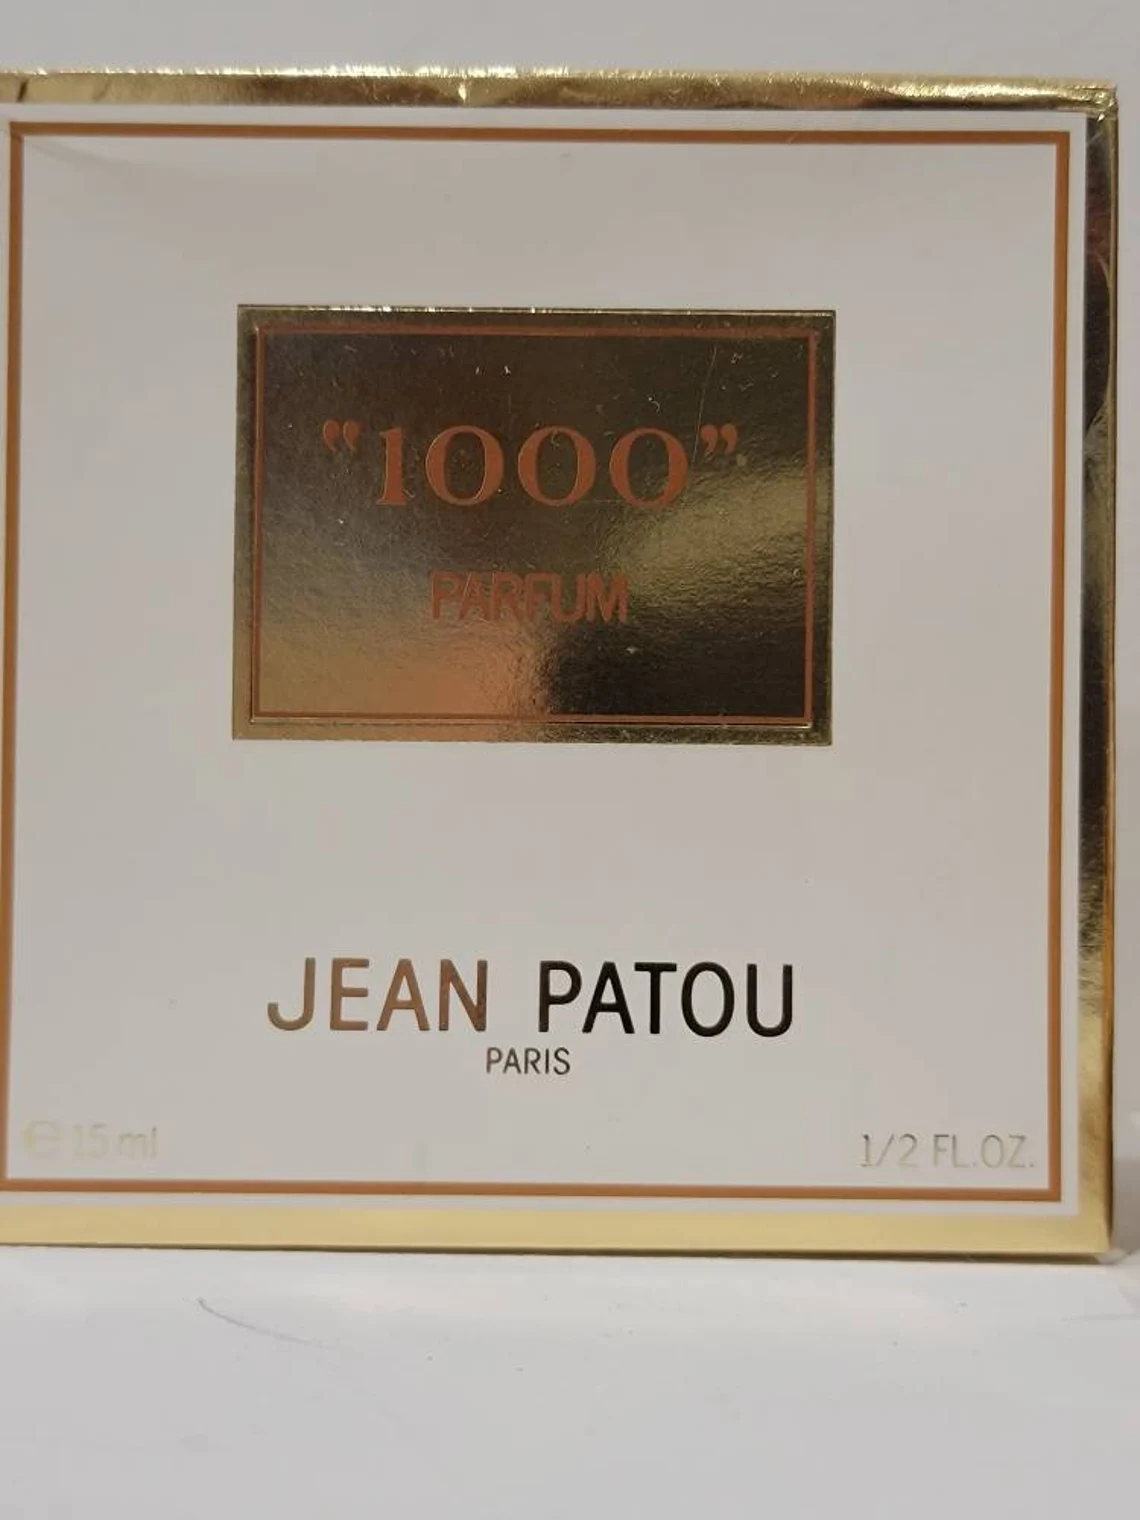 "1000"
PARFUM
JEAN PATOU
PARIS
℮ 15 ml
1/2 FL.OZ.